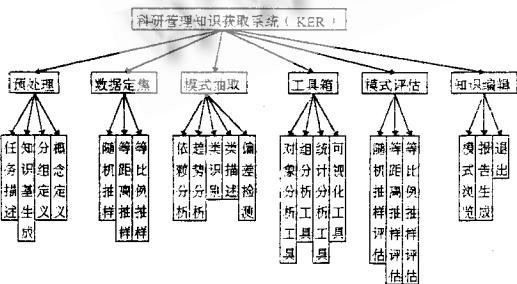 科研管理知识获取系统（KER）
预处理
数据定焦
模式抽取
工具箱
模式评估
知识编辑
任务描述
知识基生成
分组定义
概念定义
随机抽样
等距离抽样
等比例抽样
依赖分析
趋势分析
类识别
类描述
偏差检测
对象分析工具
组分析工具
统计分析工具
可视化工具
随机抽样评估
等距离抽样评估
等比例抽样评估
模式浏览
报告生成
退出